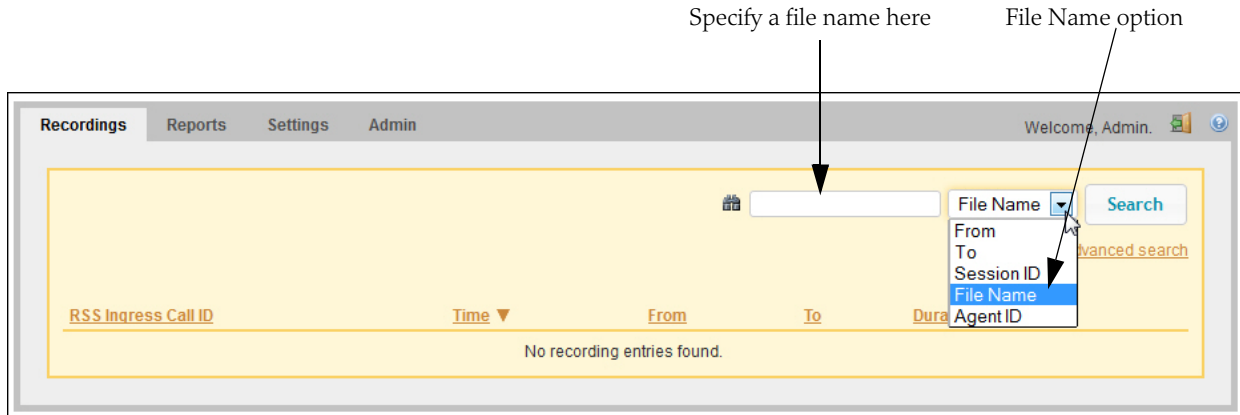 Specify a file name here File Name option
Recordings Reports Settings Admin Welcome, Admin.
File Name Search
From
To
Session ID
File Name
Agent ID
dvanced search
RSS Ingress Call ID Time ▼ From To Dura
No recording entries found.